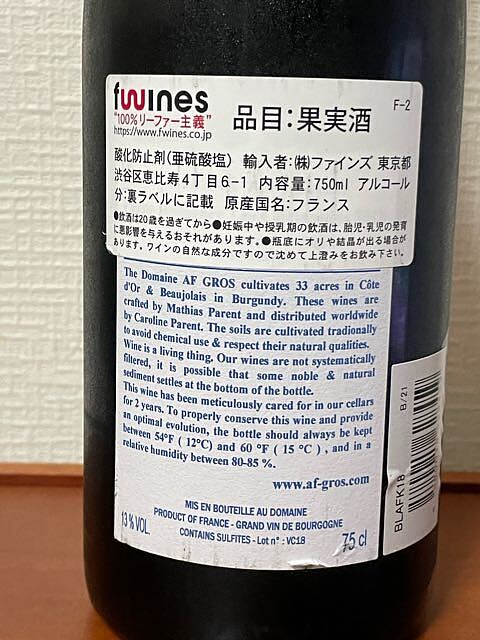 fwines
"100%リーファー主義"
https://www.fwines.co.jp
品目:果実酒
F-2
酸化防止剤(亜硫酸塩) 輸入者:(株)ファインズ 東京都
渋谷区恵比寿4丁目6-1 内容量:750ml アルコール
分:裏ラベルに記載 原産国名:フランス
●飲酒は20歳を過ぎてから●妊娠中や授乳期の飲酒は、胎児・乳児の発育
に悪影響を与えるおそれがあります。●瓶底にオリや結晶が出る場合が
あります。ワインの自然な成分ですので沈めて上澄みをお飲み下さい。
The Domaine AF GROS cultivates 33 acres in Côte
d'Or & Beaujolais in Burgundy. These wines are
crafted by Mathias Parent and distributed worldwide
by Caroline Parent. The soils are cultivated tradionally
to avoid chemical use & respect their natural qualities.
Wine is a living thing. Our wines are not systematically
filtered, it is possible that some noble & natural
sediment settles at the bottom of the bottle.
This wine has been meticulously cared for in our cellars
for 2 years. To properly conserve this wine and provide
an optimal evolution, the bottle should always be kept
between 54°F ( 12°C) and 60 °F ( 15 °C ) , and in a
relative humidity between 80-85 %.
www.af-gros.com
MIS EN BOUTEILLE AU DOMAINE
PRODUCT OF FRANCE - GRAND VIN DE BOURGOGNE
CONTAINS SULFITES - Lot n° : VC18
13 % VOL.
75 cl
B/21
BLAFK18